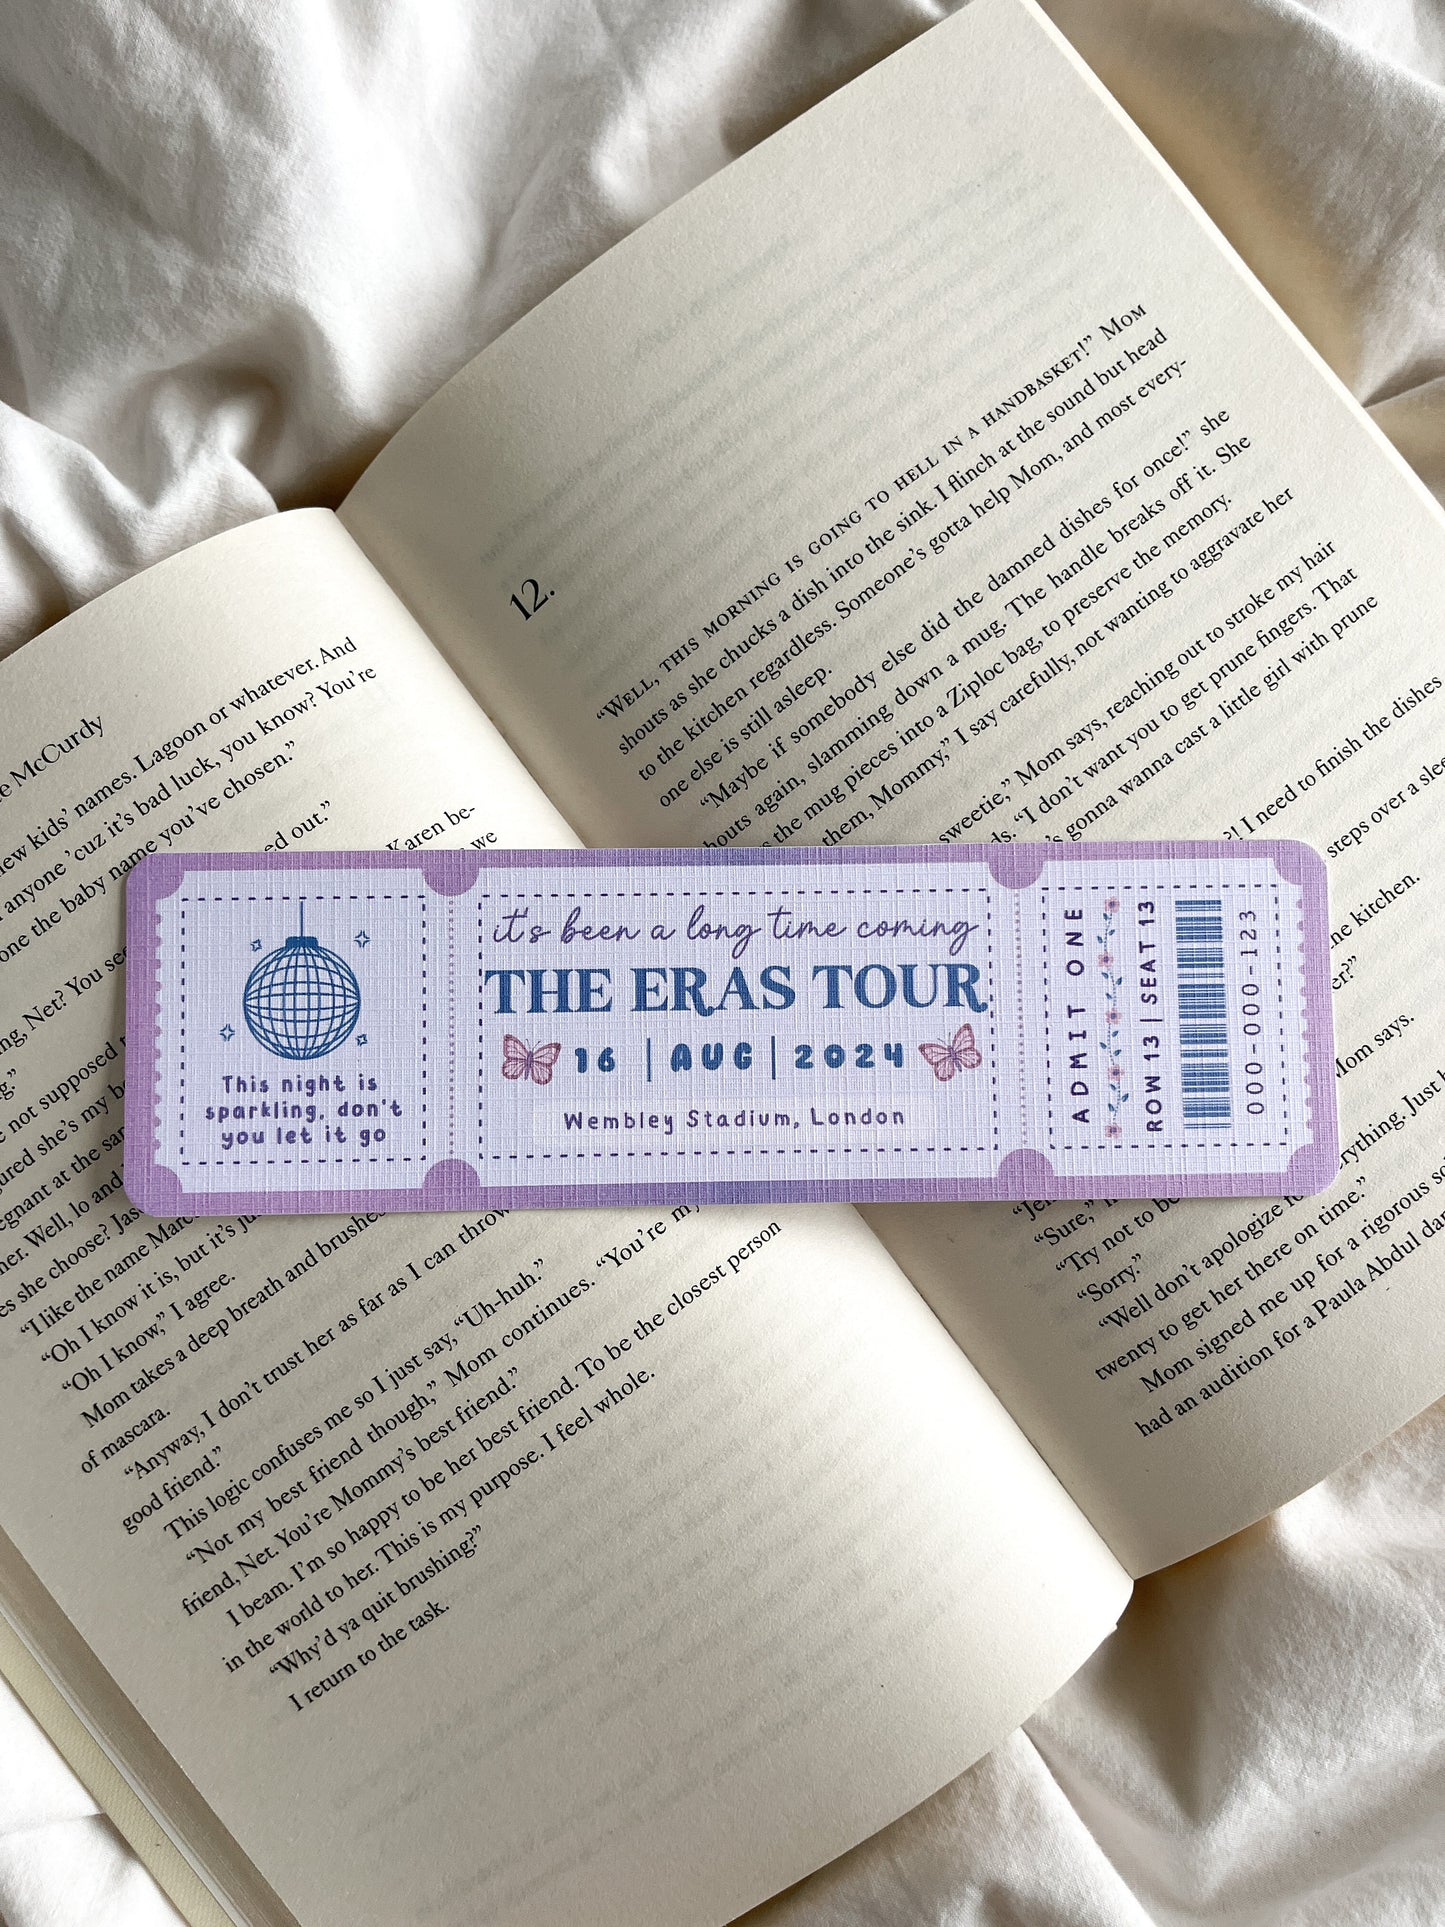 McCurdy
new kids' names. Lagoon or whatever. And
anyone 'cuz it's bad luck, you know? You're
one the baby name you've chosen.”
ed out.”
Karen be-
we
Net? You see
not supposed
“I like the name
“Oh I know it is, but it's
“Oh I know,” I agree.
Mom takes a deep breath and brushes
of mascara.
“Anyway, I don't trust her as far as I can throw
good friend.”
This logic confuses me so I just say, “Uh-huh.”
“Not my best friend though,” Mom continues. “You're my
friend, Net. You're Mommy's best friend.”
I beam. I'm so happy to be her best friend. To be the closest person
in the world to her. This is my purpose. I feel whole.
“Why'd ya quit brushing?”
I return to the task.
12.
“WELL, THIS MORNING IS GOING TO HELL IN A HANDBASKET!” MOM
shouts as she chucks a dish into the sink. I flinch at the sound but head
to the kitchen regardless. Someone's gotta help Mom, and most every-
one else is still asleep.
“Maybe if somebody else did the damned dishes for once!” she
shouts again, slamming down a mug. The handle breaks off it. She
the mug pieces into a Ziploc bag, to preserve the memory.
them, Mommy,” I say carefully, not wanting to aggravate her
sweetie,” Mom says, reaching out to stroke my hair
“I don't want you to get prune fingers. That
gonna wanna cast a little girl with prune
I need to finish the dishes
steps over a
kitchen.
Mom says.
“Sure,”
“Try not to
“Sorry.”
“Well don't apologize everything. Just
twenty to get her there on time.”
Mom signed me up for a rigorous
had an audition for a Paula Abdul
This night is
sparkling, don't
you let it go
it's been a long time coming
THE ERAS TOUR
16 | AUG | 2024
Wembley Stadium, London
ADMIT ONE
ROW 13 | SEAT 13
000-000-123